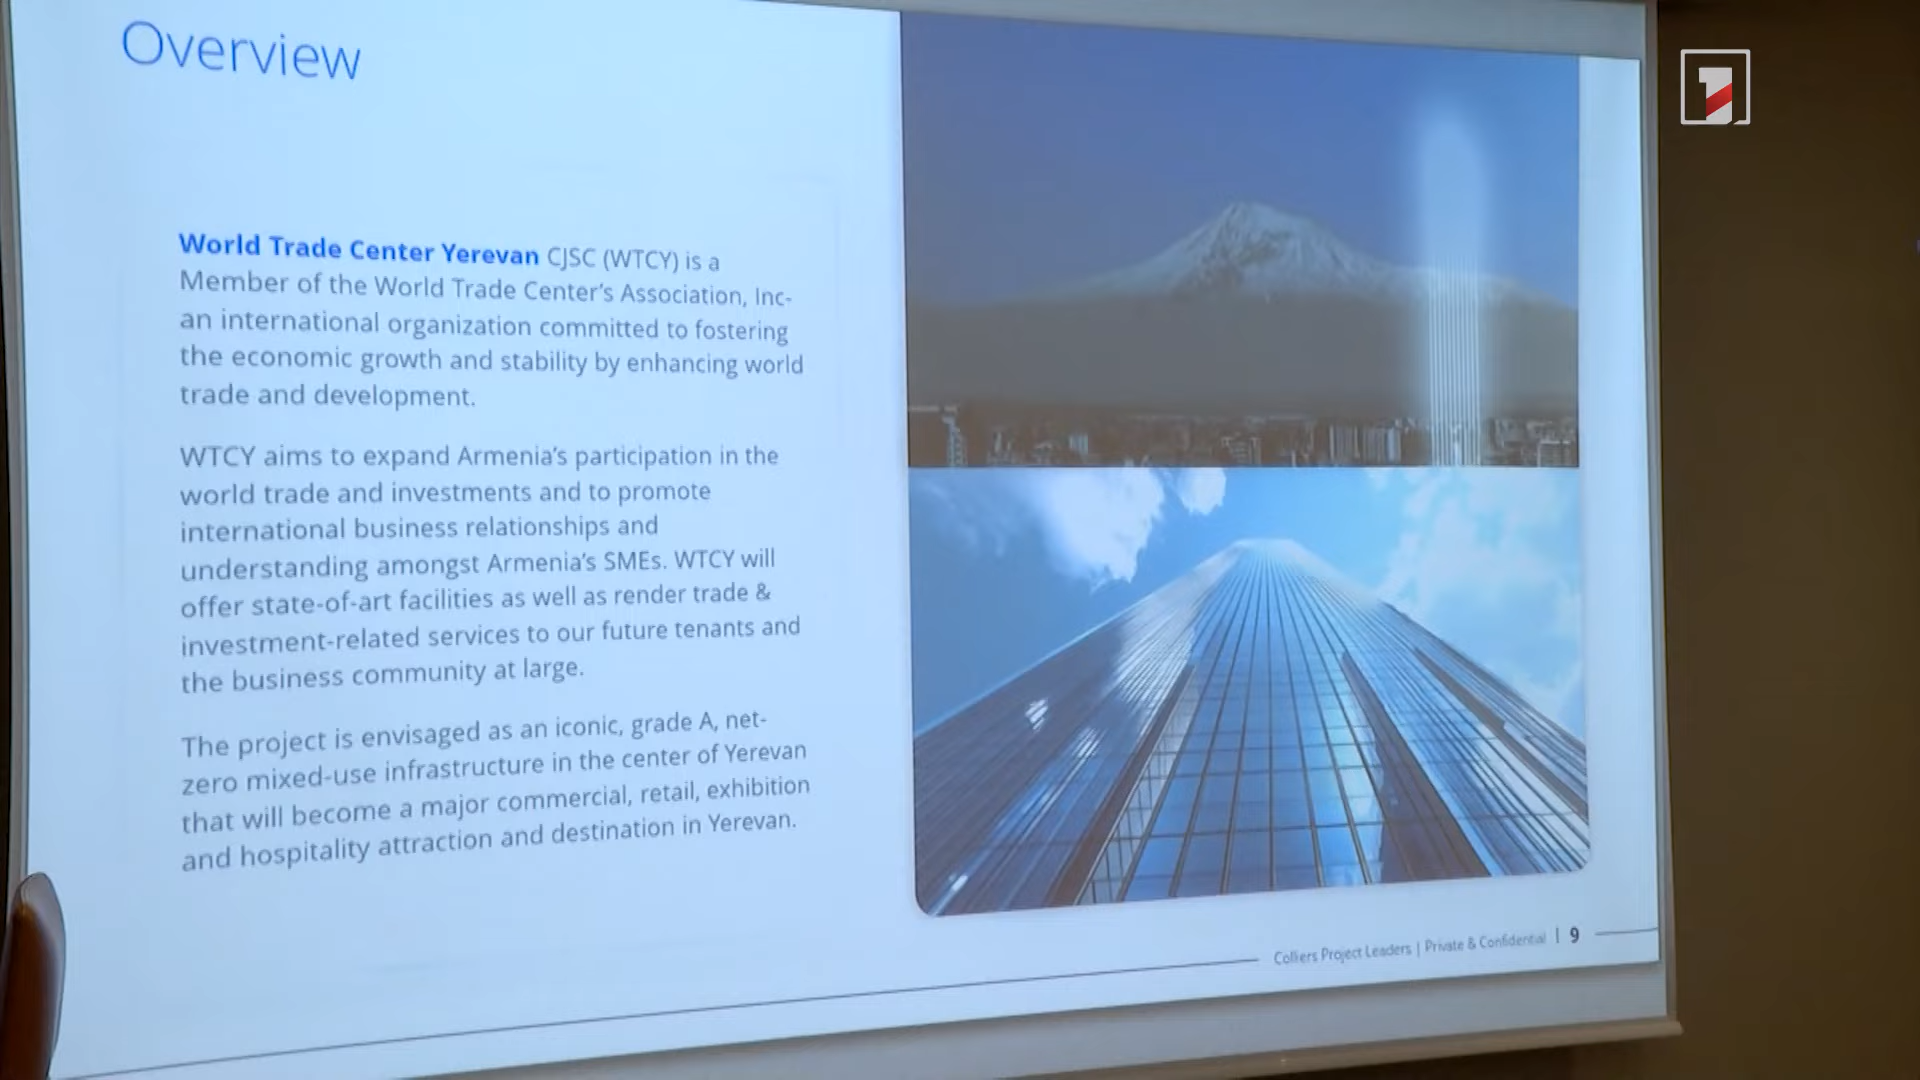 Overview
World Trade Center Yerevan CJSC (WTCY) is a
Member of the World Trade Center's Association, Inc-
an international organization committed to fostering
the economic growth and stability by enhancing world
trade and development.
WTCY aims to expand Armenia's participation in the
world trade and investments and to promote
international business relationships and
understanding amongst Armenia's SMEs. WTCY will
offer state-of-art facilities as well as render trade &
investment-related services to our future tenants and
the business community at large.
The project is envisaged as an iconic, grade A, net-
zero mixed-use infrastructure in the center of Yerevan
that will become a major commercial, retail, exhibition
and hospitality attraction and destination in Yerevan.
Colliers Project Leaders | Private & Confidential | 9
1